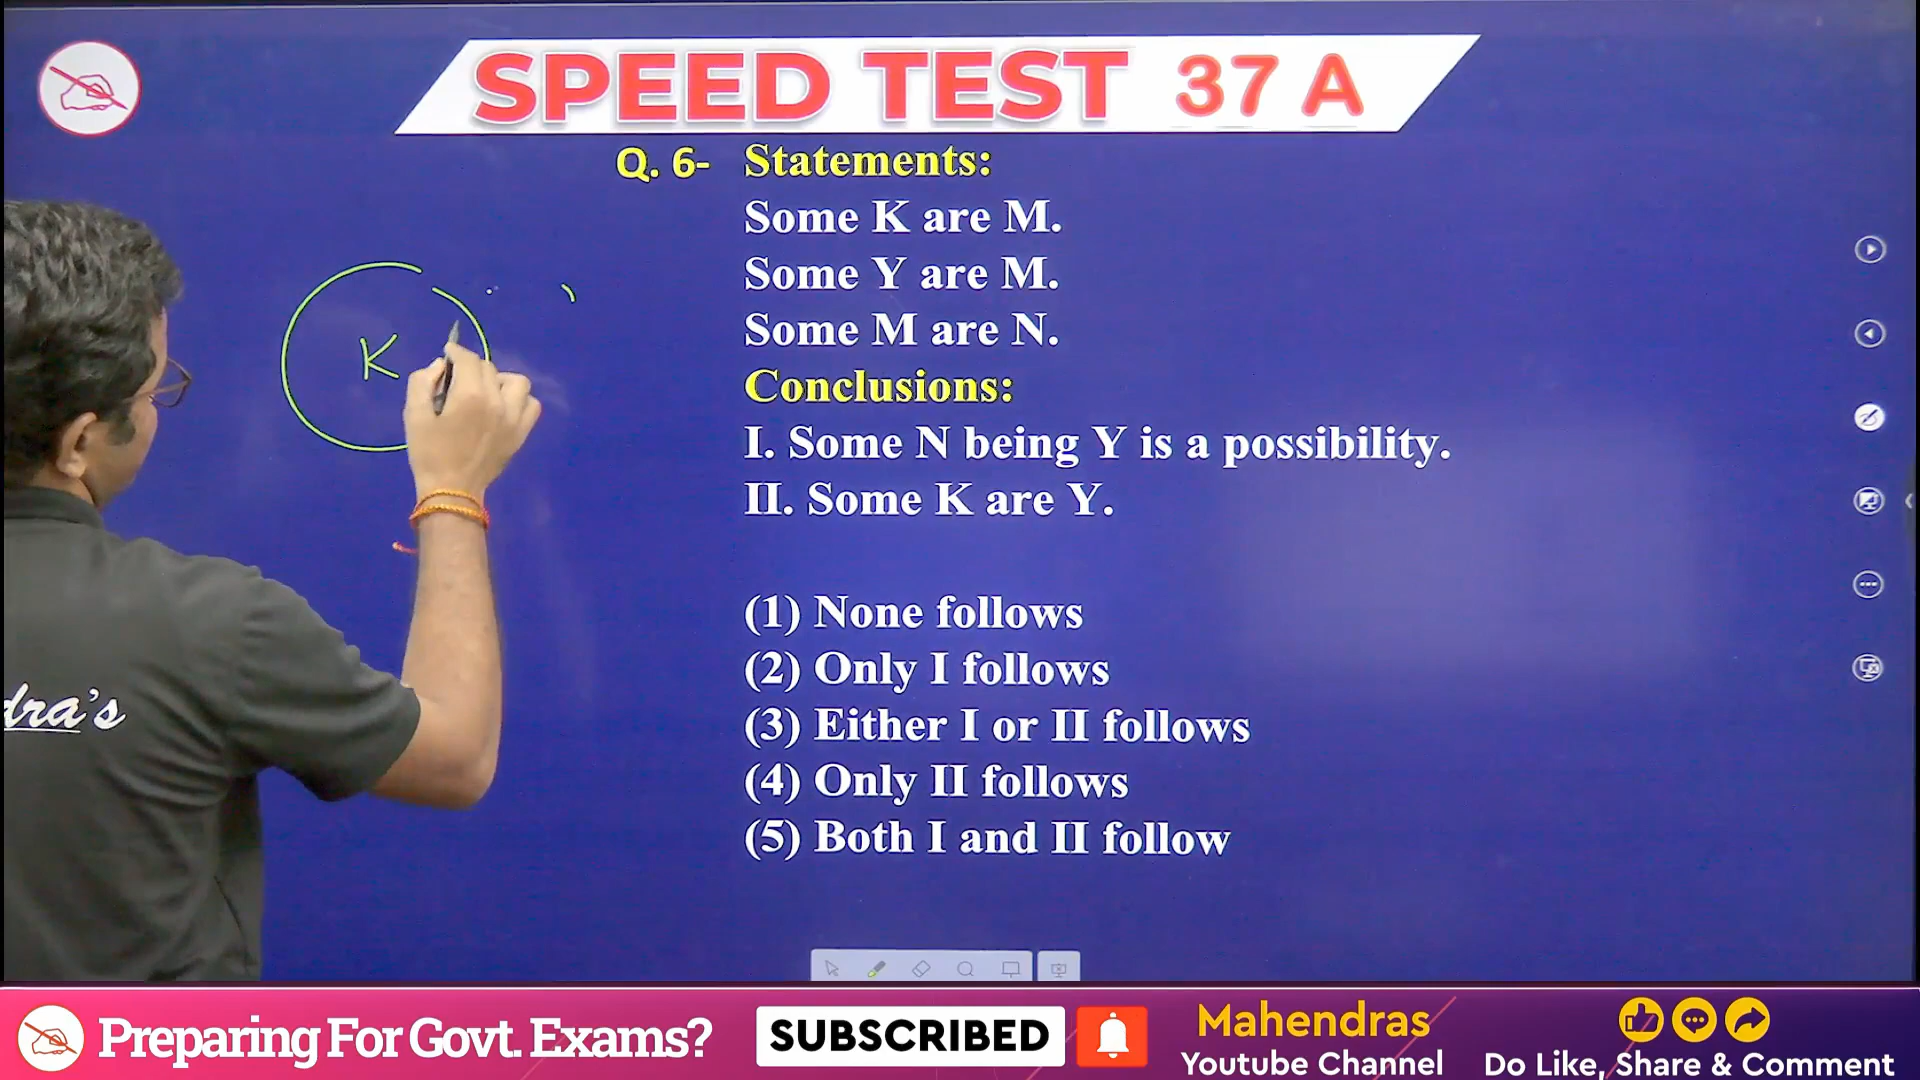 SPEED TEST 37 A
Q. 6- Statements:
Some K are M.
Some Y are M.
Some M are N.
Conclusions:
I. Some N being Y is a possibility.
II. Some K are Y.
(1) None follows
(2) Only I follows
(3) Either I or II follows
(4) Only II follows
(5) Both I and II follow
K
dra's
Preparing For Govt. Exams?
SUBSCRIBED
Mahendras
Youtube Channel
Do Like, Share & Comment